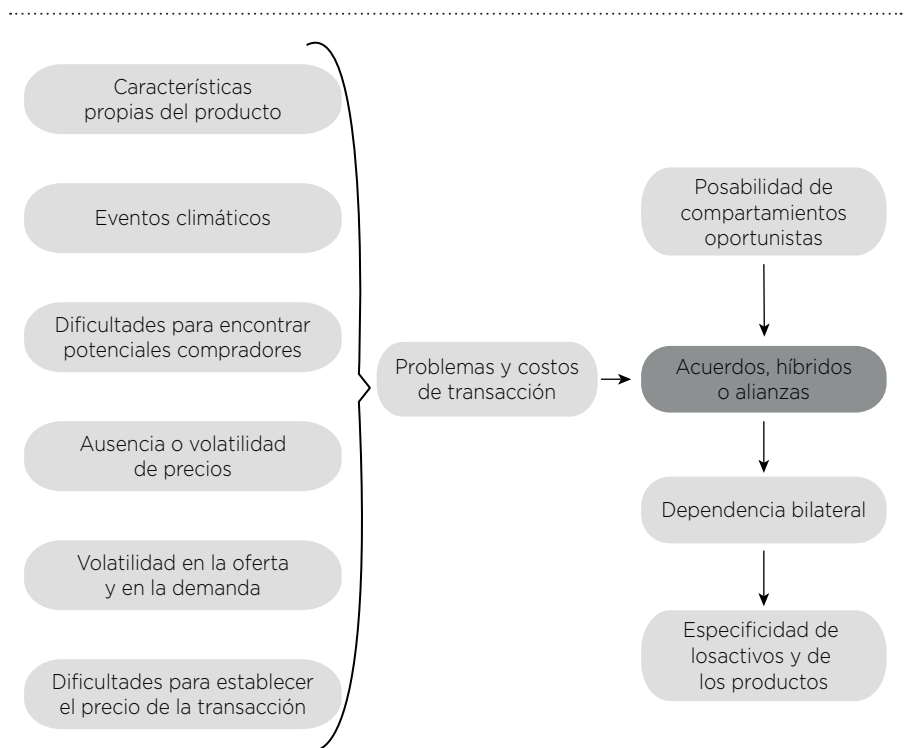 Características
propias del producto
Eventos climáticos
Dificultades para encontrar
potenciales compradores
Ausencia o volatilidad
de precios
Volatilidad en la oferta
y en la demanda
Dificultades para establecer
el precio de la transacción
Problemas y costos
de transacción
Posabilidad de
compartamientos
oportunistas
Acuerdos, híbridos
o alianzas
Dependencia bilateral
Especificidad de
losactivos y de
los productos